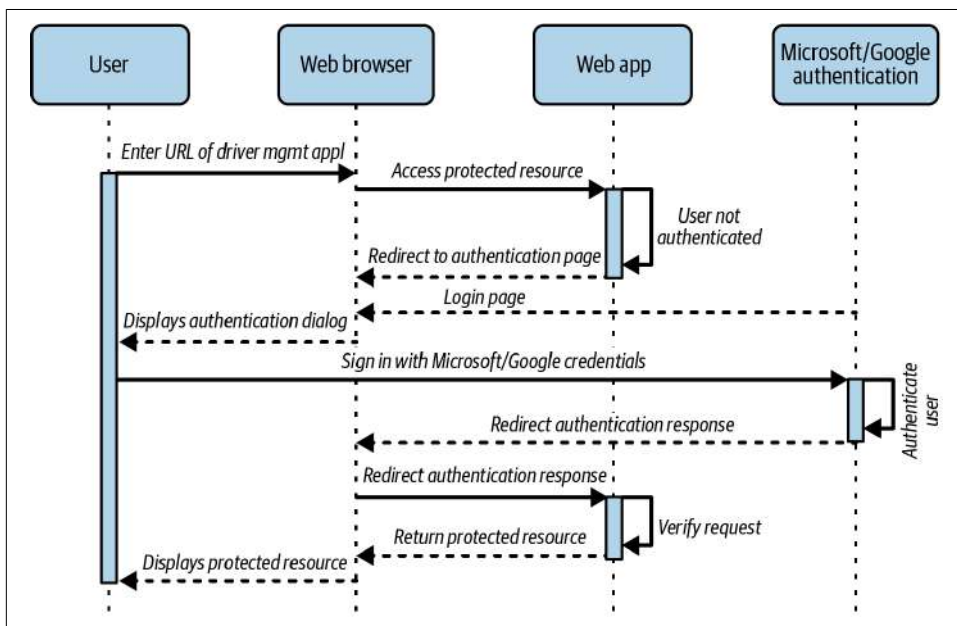 User
Web browser
Web app
Microsoft/Google
authentication
Enter URL of driver mgmt appl
Access protected resource
User not
authenticated
Redirect to authentication page
Login page
Displays authentication dialog
Sign in with Microsoft/Google credentials
Authenticate
user
Redirect authentication response
Redirect authentication response
Verify request
Return protected resource
Displays protected resource